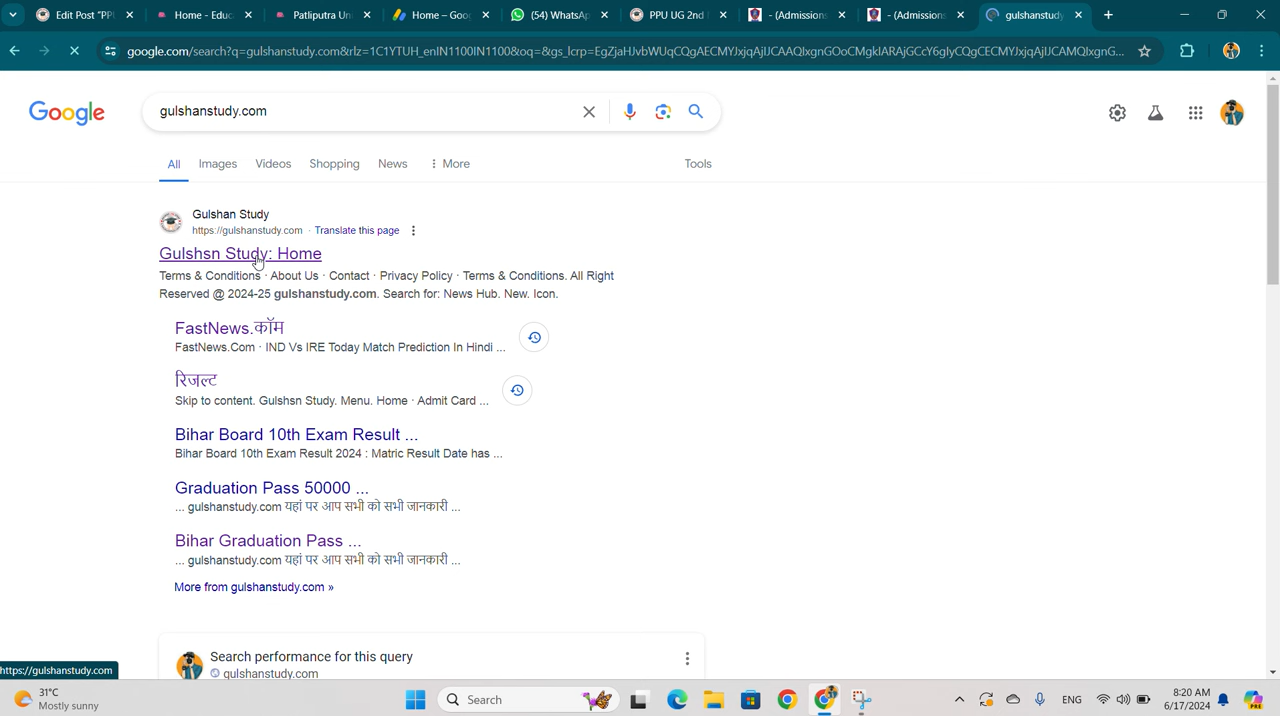 Edit Post "PPU
Home - Educ
Patliputra Uni
Home – Goog
(54) WhatsAp
PPU UG 2nd
- (Admissions
- (Admissions
gulshanstudy
google.com/search?q=gulshanstudy.com&rlz=1C1YTUH_enIN1100IN1100&oq=&gs_lcrp=
Google
gulshanstudy.com
All
Images
Videos
Shopping
News
More
Tools
Gulshan Study
https://gulshanstudy.com · Translate this page
Gulshsn Study: Home
Terms & Conditions · About Us · Contact · Privacy Policy · Terms & Conditions. All Right
Reserved @ 2024-25 gulshanstudy.com. Search for: News Hub. New. Icon.
FastNews.कॉम
FastNews.Com · IND Vs IRE Today Match Prediction In Hindi ...
रिजल्ट
Skip to content. Gulshsn Study. Menu. Home · Admit Card ...
Bihar Board 10th Exam Result ...
Bihar Board 10th Exam Result 2024 : Matric Result Date has ...
Graduation Pass 50000 ...
... gulshanstudy.com यहां पर आप सभी को सभी जानकारी ...
Bihar Graduation Pass ...
... gulshanstudy.com यहां पर आप सभी को सभी जानकारी ...
More from gulshanstudy.com »
Search performance for this query
gulshanstudy.com
https://gulshanstudy.com
31°C
Mostly sunny
Search
ENG
8:20 AM
6/17/2024
PRE